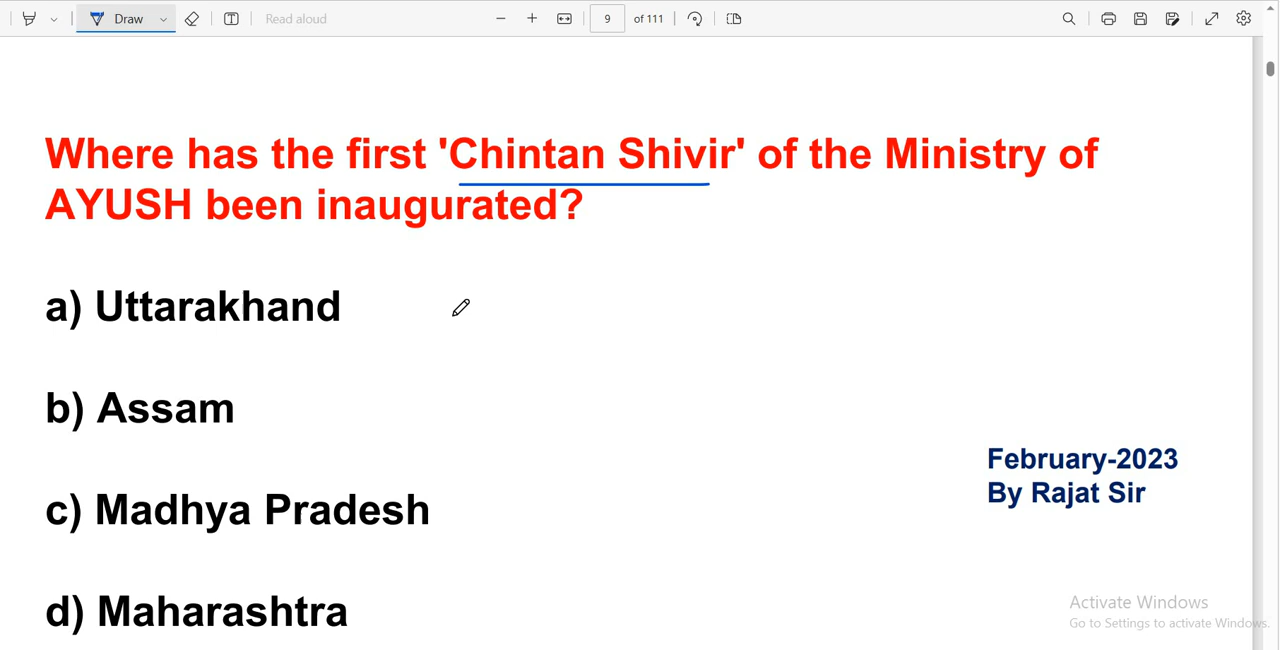 Draw
Read aloud
9 of 111
Where has the first 'Chintan Shivir' of the Ministry of
AYUSH been inaugurated?
a) Uttarakhand
b) Assam
c) Madhya Pradesh
d) Maharashtra
February-2023
By Rajat Sir
Activate Windows
Go to Settings to activate Windows.